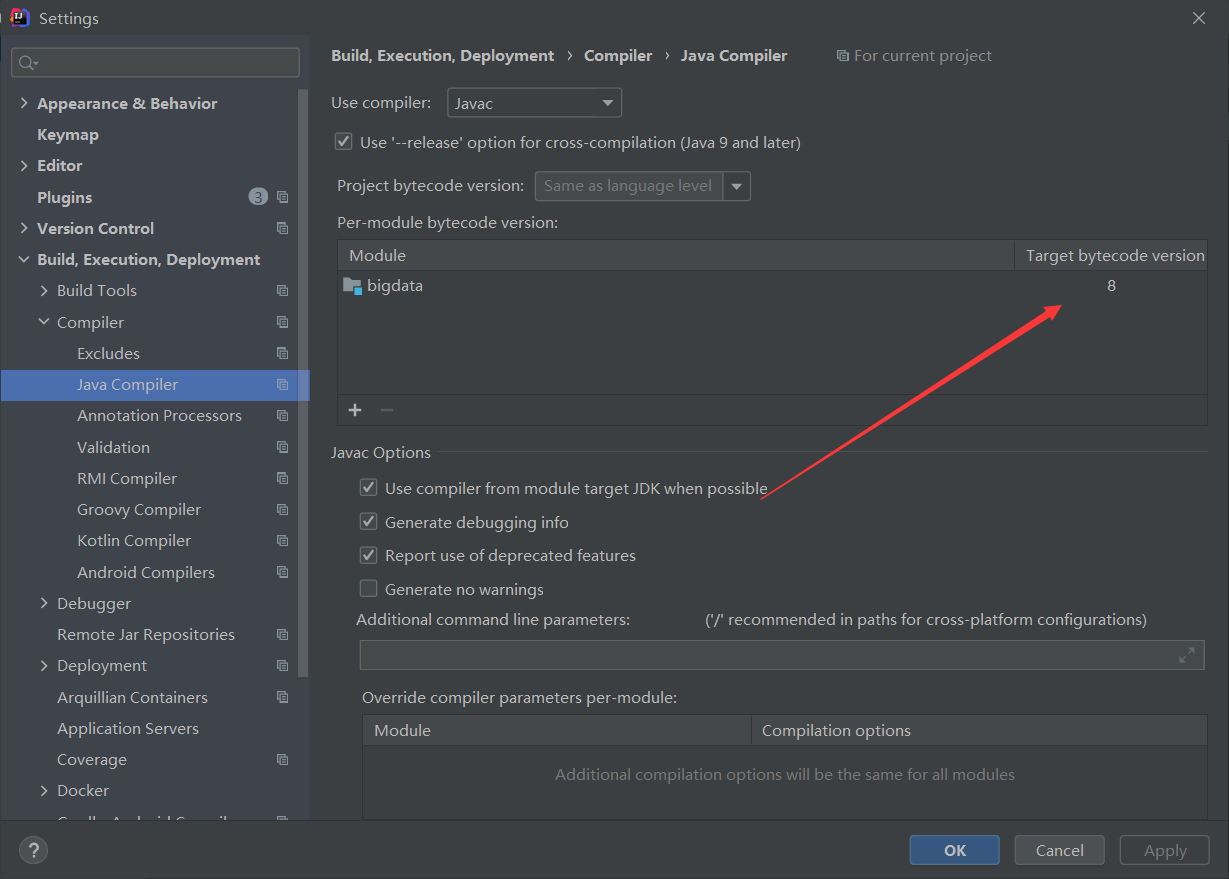 Settings
Appearance & Behavior
Keymap
Editor
Plugins 3
Version Control
Build, Execution, Deployment
Build Tools
Compiler
Excludes
Java Compiler
Annotation Processors
Validation
RMI Compiler
Groovy Compiler
Kotlin Compiler
Android Compilers
Debugger
Remote Jar Repositories
Deployment
Arquillian Containers
Application Servers
Coverage
Docker
Build, Execution, Deployment › Compiler › Java Compiler For current project
Use compiler: Javac
Use '--release' option for cross-compilation (Java 9 and later)
Project bytecode version: Same as language level
Per-module bytecode version:
Module Target bytecode version
bigdata 8
Javac Options
Use compiler from module target JDK when possible
Generate debugging info
Report use of deprecated features
Generate no warnings
Additional command line parameters: ('/' recommended in paths for cross-platform configurations)
Override compiler parameters per-module:
Module Compilation options
Additional compilation options will be the same for all modules
? OK Cancel Apply